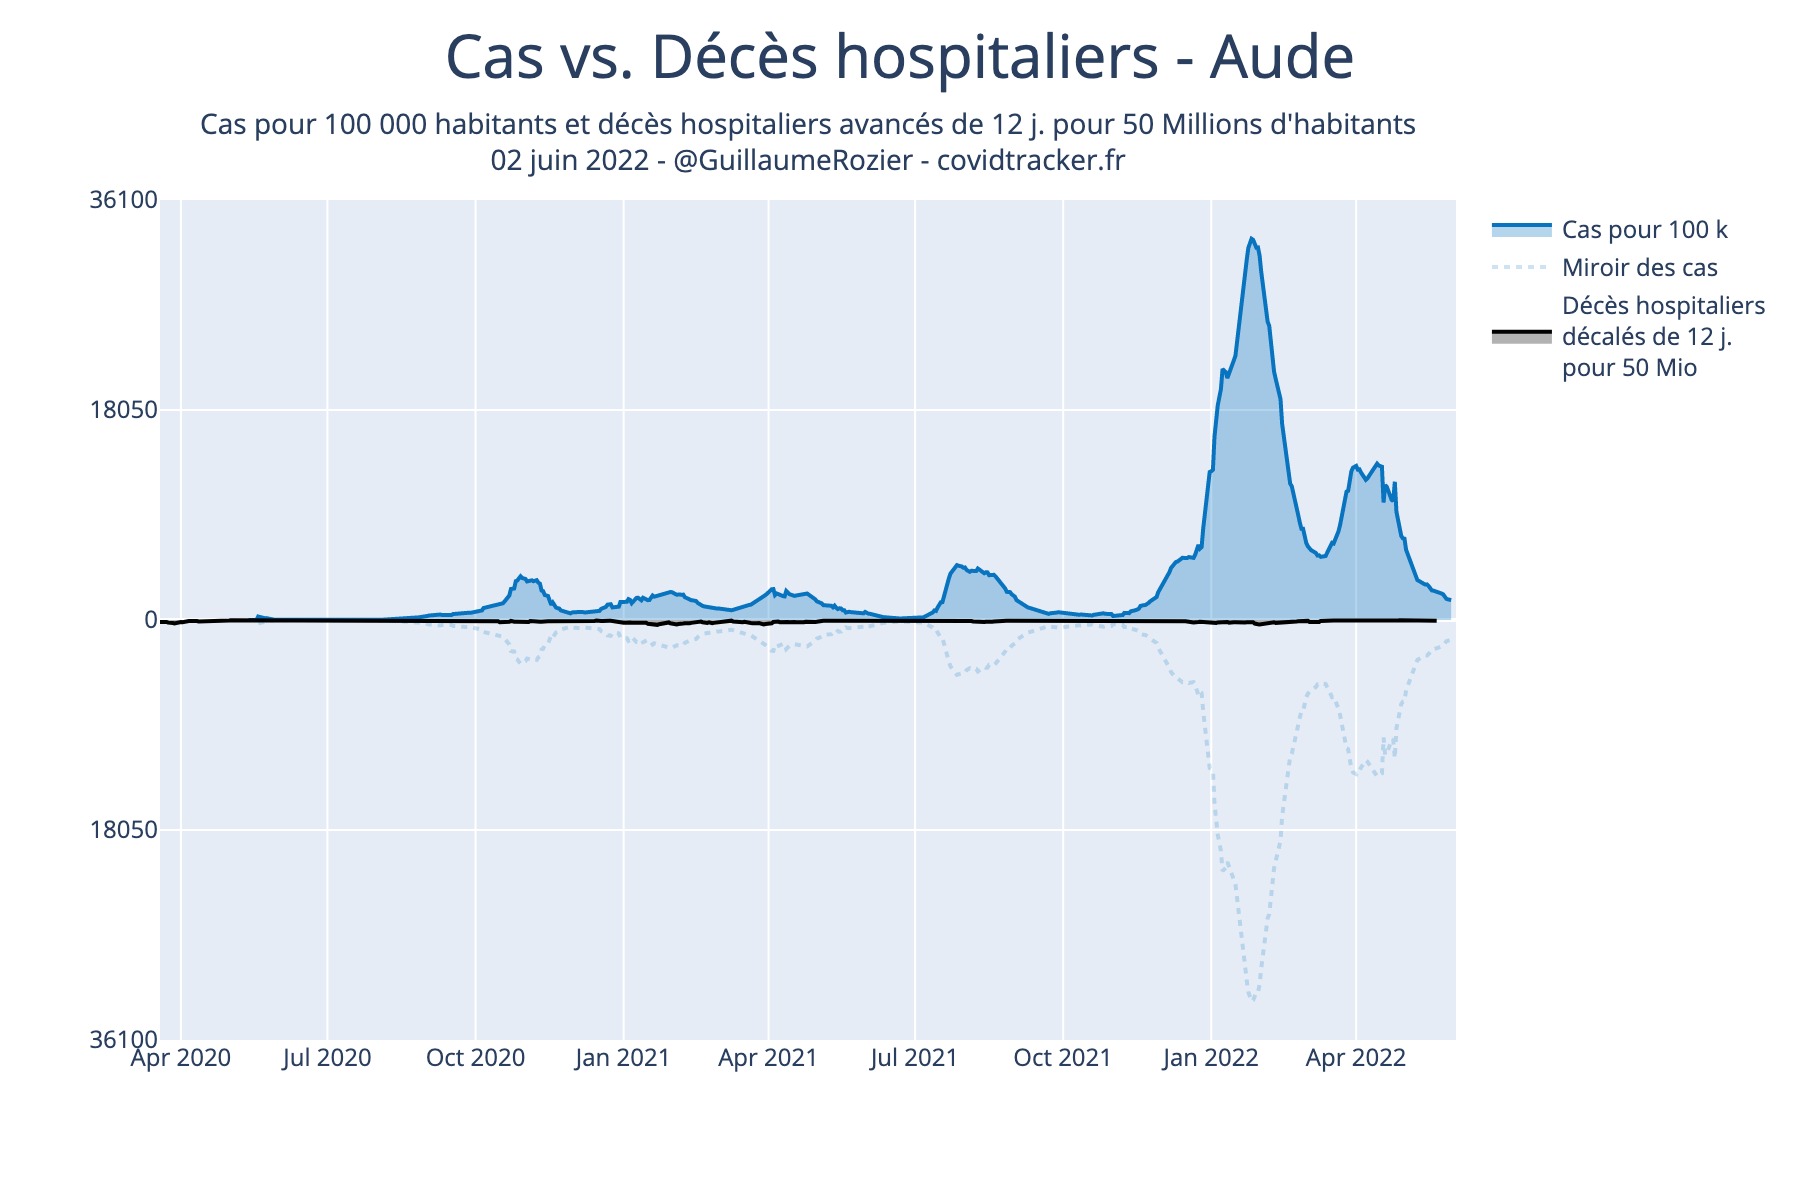 Cas vs. Décès hospitaliers - Aude
Cas pour 100 000 habitants et décès hospitaliers avancés de 12 j. pour 50 Millions d'habitants
02 juin 2022 - @GuillaumeRozier - covidtracker.fr
36100
18050
0
18050
36100
Apr 2020 Jul 2020 Oct 2020 Jan 2021 Apr 2021 Jul 2021 Oct 2021 Jan 2022 Apr 2022
Cas pour 100 k
Miroir des cas
Décès hospitaliers
décalés de 12 j.
pour 50 Mio